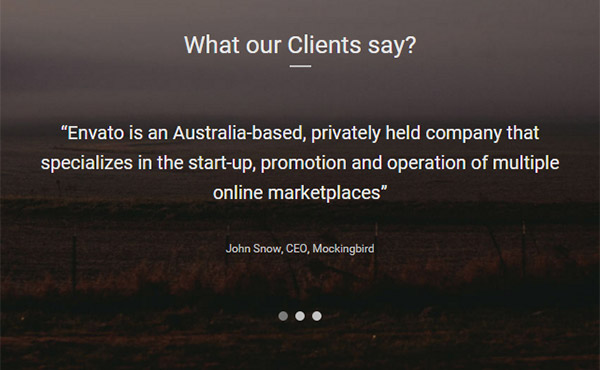 What our Clients say?
“Envato is an Australia-based, privately held company that
specializes in the start-up, promotion and operation of multiple
online marketplaces”
John Snow, CEO, Mockingbird